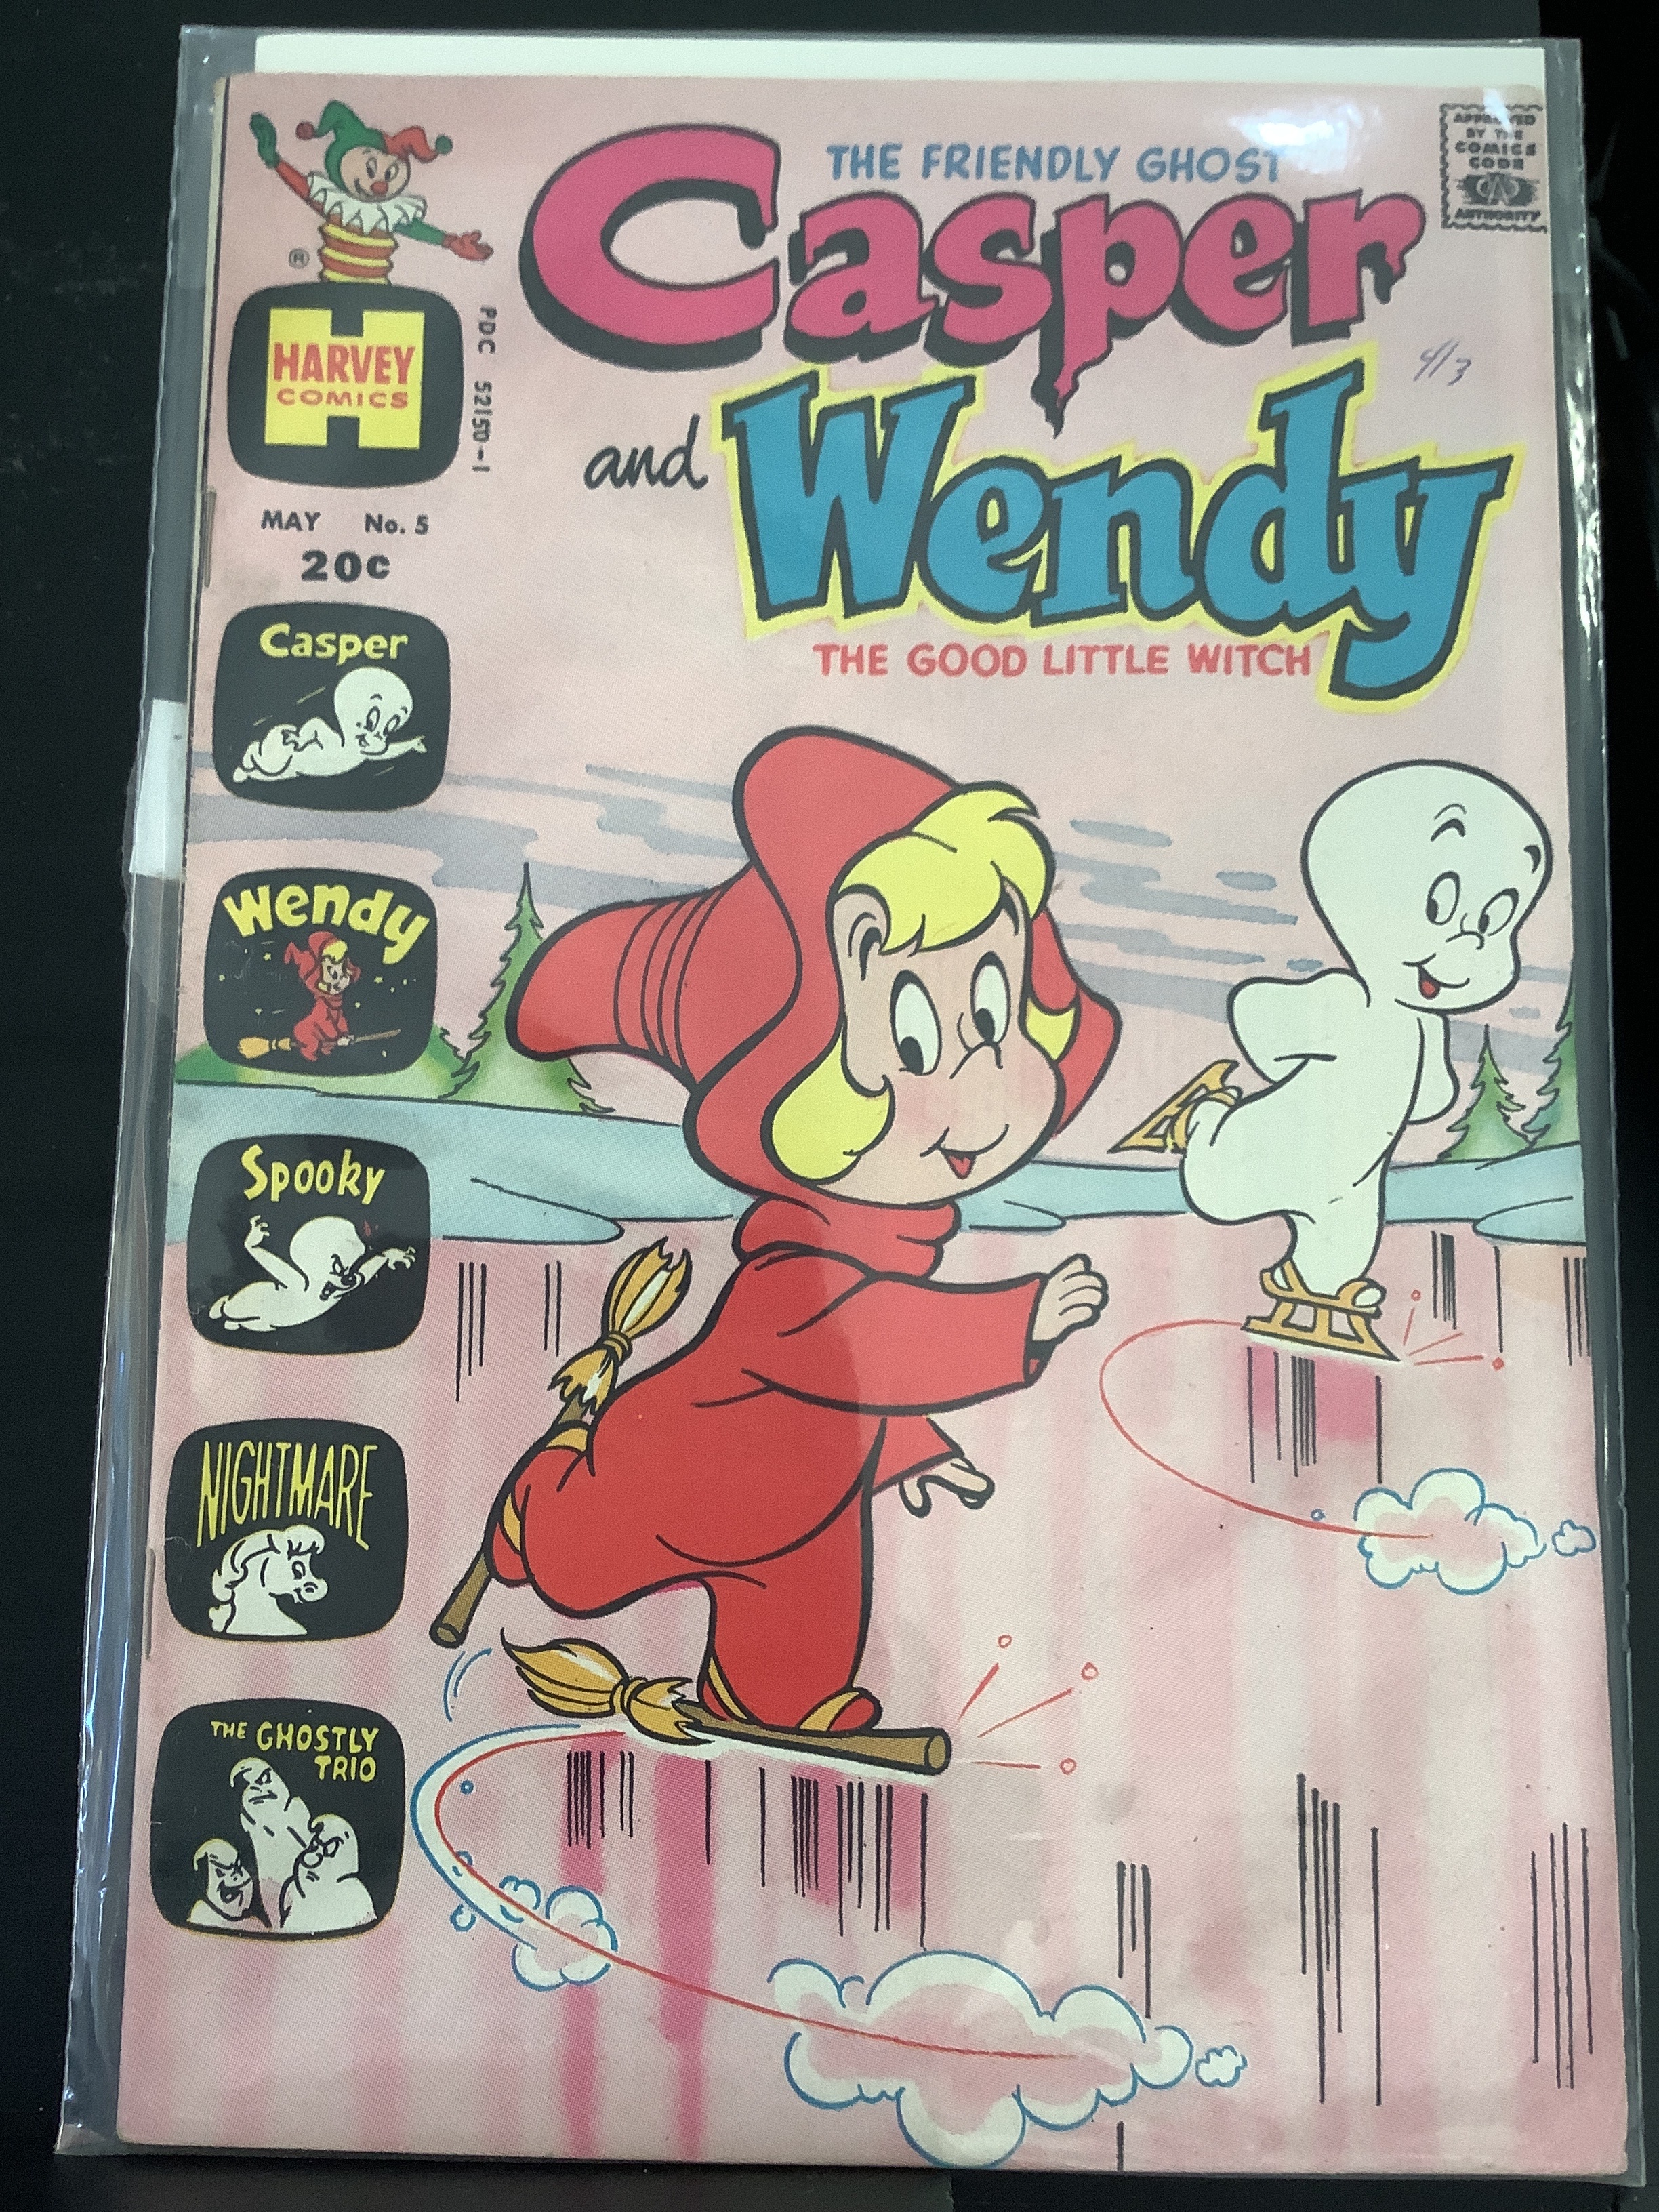 THE FRIENDLY GHOST
Casper
and Wendy
THE GOOD LITTLE WITCH
APPROVED
BY THE
COMICS
CODE
CA
AUTHORITY
®
H
HARVEY
COMICS
PDC 52150-1
4/3
MAY No. 5
20c
Casper
Wendy
Spooky
NIGHTMARE
THE GHOSTLY
TRIO